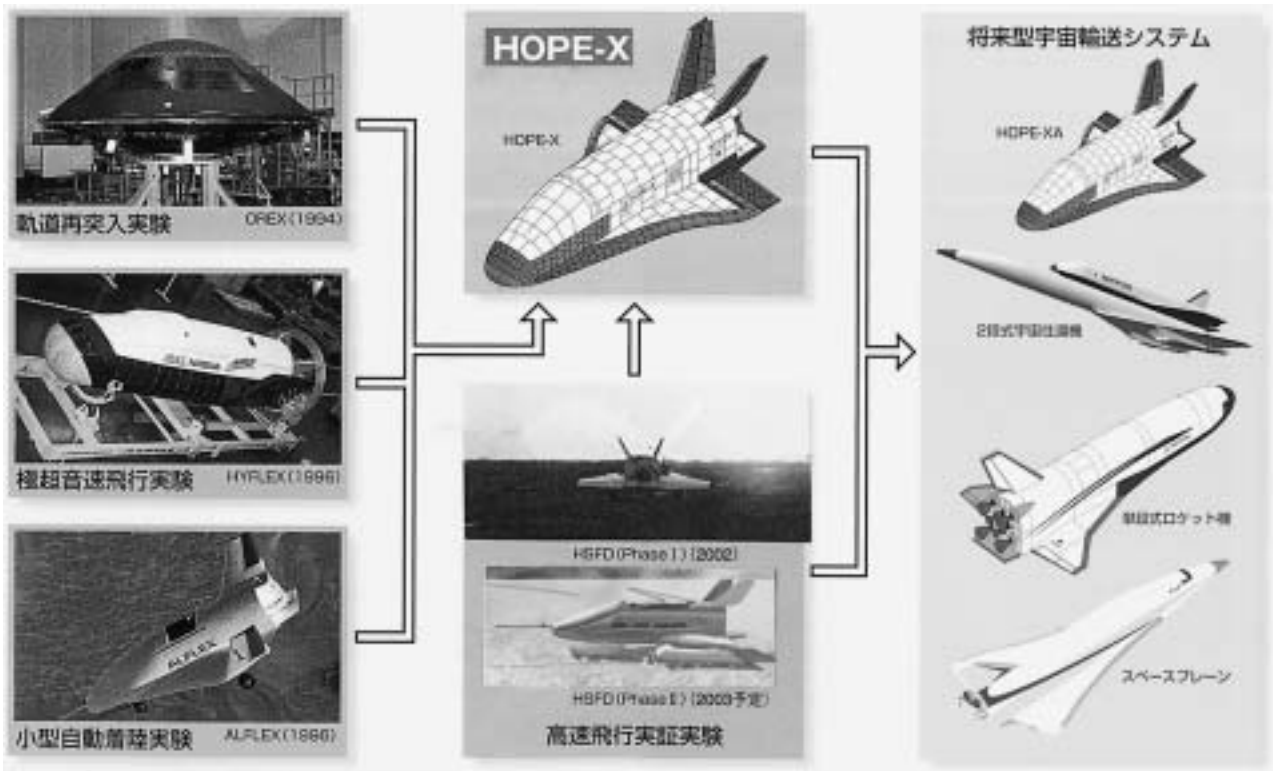 軌道再突入実験 OREX(1994)
極超音速飛行実験 HYFLEX(1996)
ALFLEX
1
小型自動着陸実験 ALFLEX(1996)
HOPE-X
HOPE-X
HSFD(PhaseⅠ)(2002)
HSFD(PhaseⅡ)(2003予定)
高速飛行実証実験
将来型宇宙輸送システム
HOPE-XA
2段式宇宙往還機
単段式ロケット機
スペースプレーン